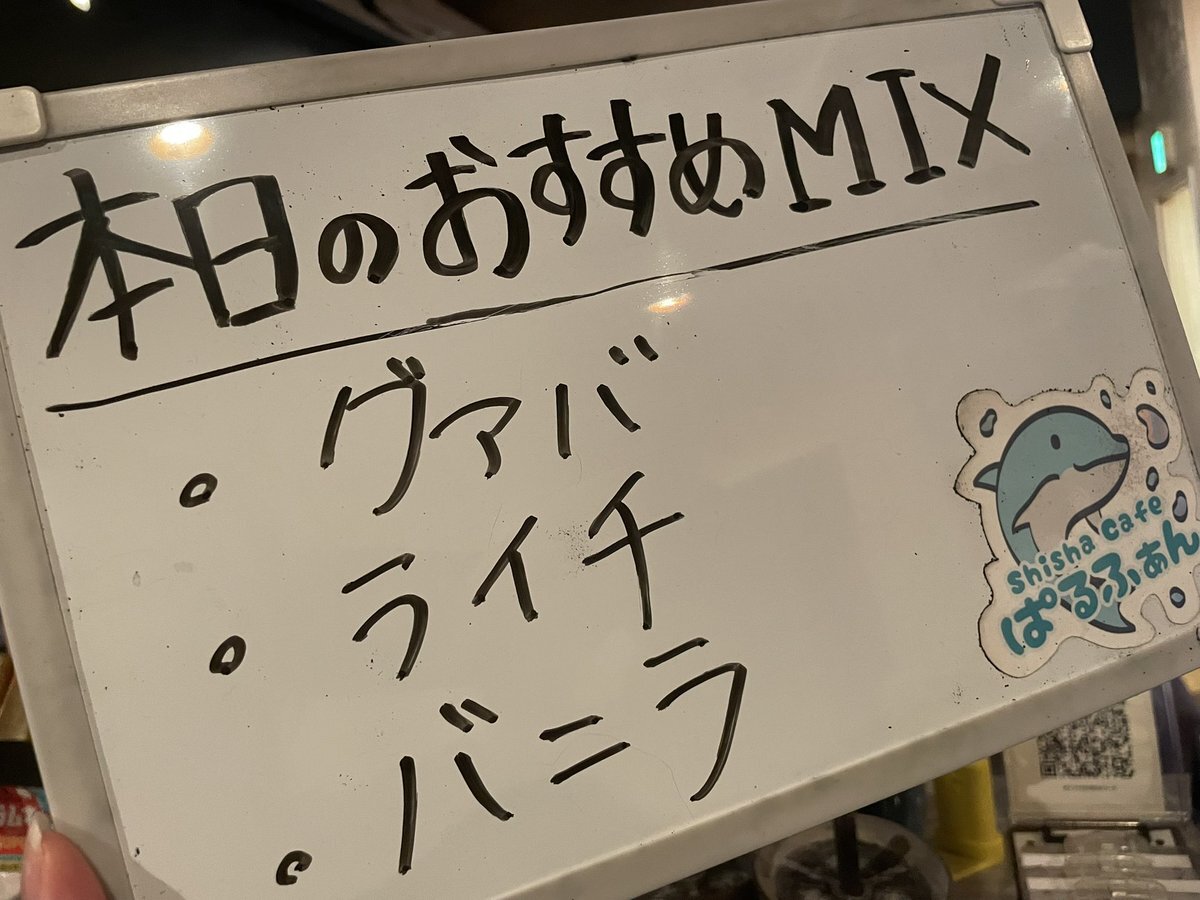 本日のおすすめMIX
・グァバ
・ライチ
・バニラ
Shisha Cafe
ぱるふぁん